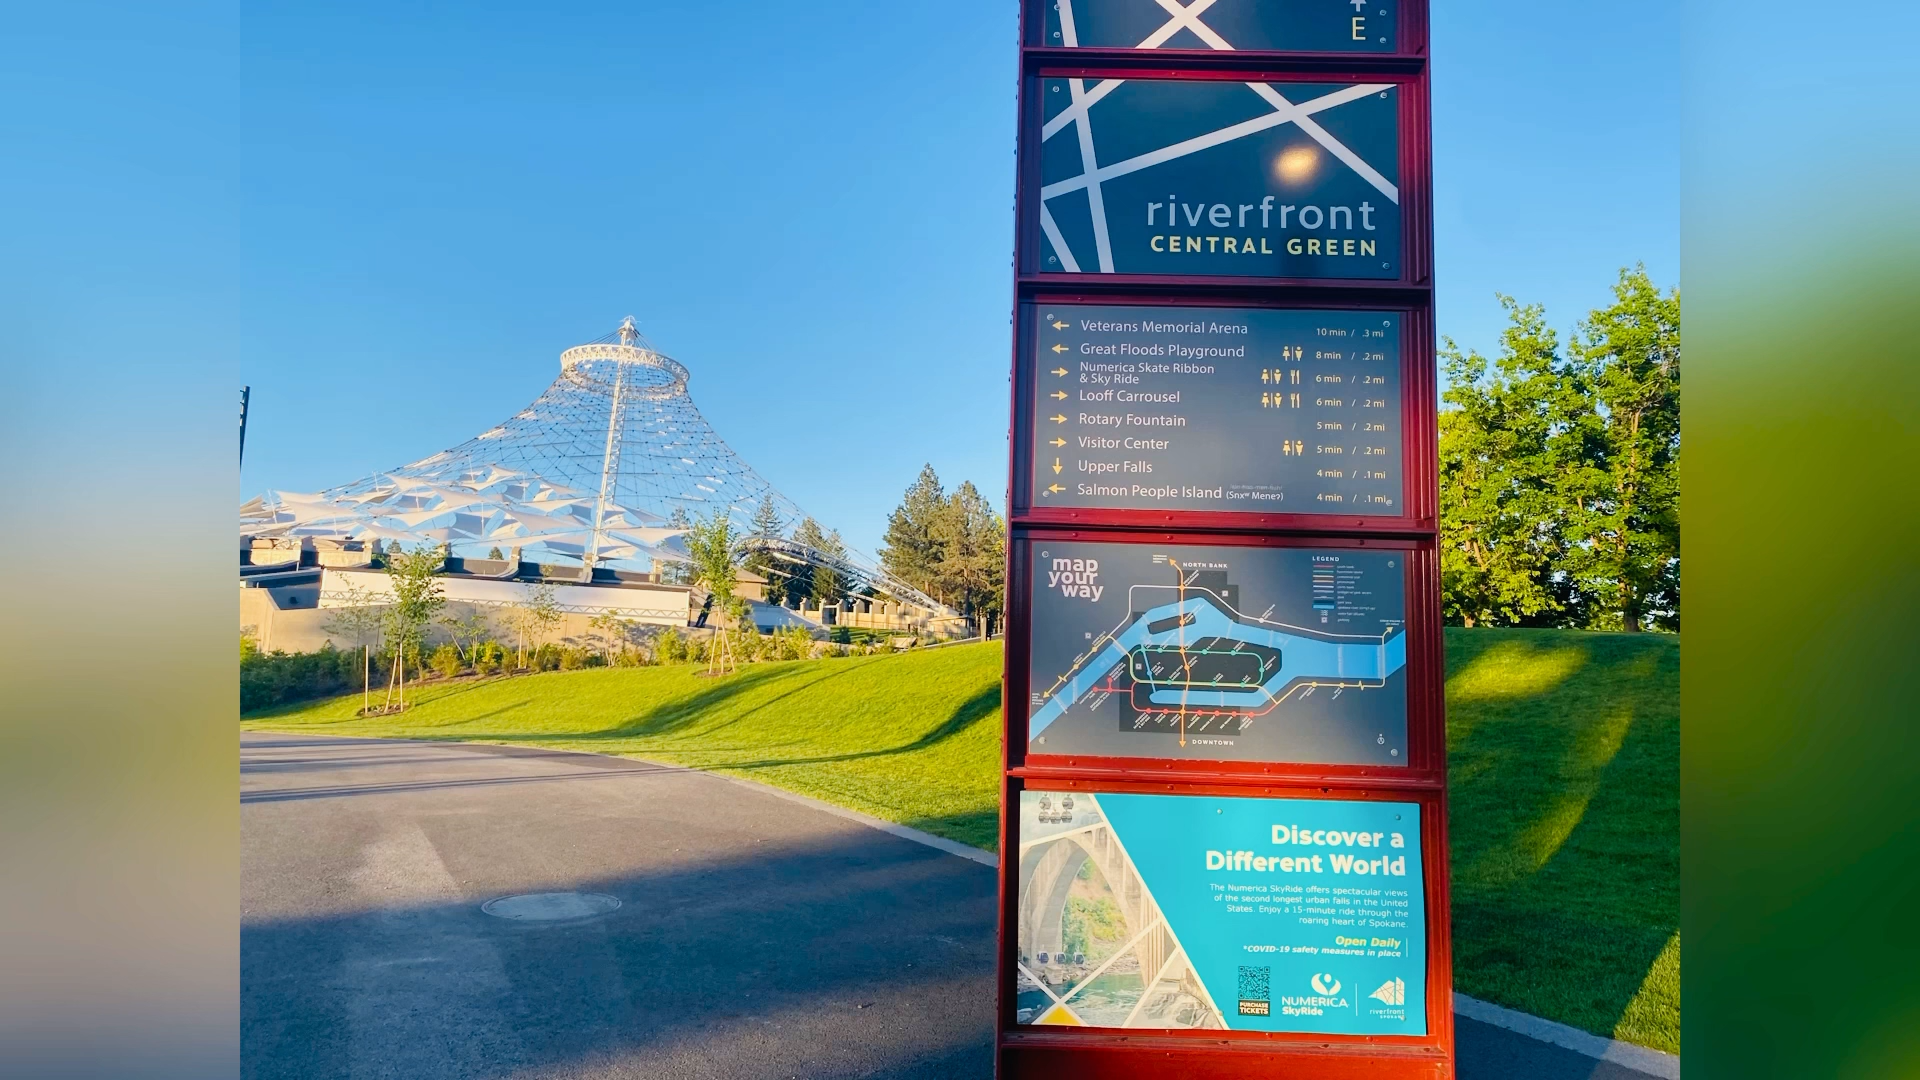 E
riverfront
CENTRAL GREEN
Veterans Memorial Arena 10 min / .3 mi
Great Floods Playground 8 min / .2 mi
Numerica Skate Ribbon
& Sky Ride 6 min / .2 mi
Looff Carrousel 6 min / .2 mi
Rotary Fountain 5 min / .2 mi
Visitor Center 5 min / .2 mi
Upper Falls 4 min / .1 mi
Salmon People Island (Snxʷ Mene?) 4 min / .1 mi
map
your
way
NORTH BANK
LEGEND
DOWNTOWN
Discover a
Different World
The Numerica SkyRide offers spectacular views
of the second longest urban falls in the United
States. Enjoy a 15-minute ride through the
roaring heart of Spokane.
Open Daily
*COVID-19 safety measures in place
PURCHASE
TICKETS
NUMERICA
SkyRide
riverfront
SPOKANE